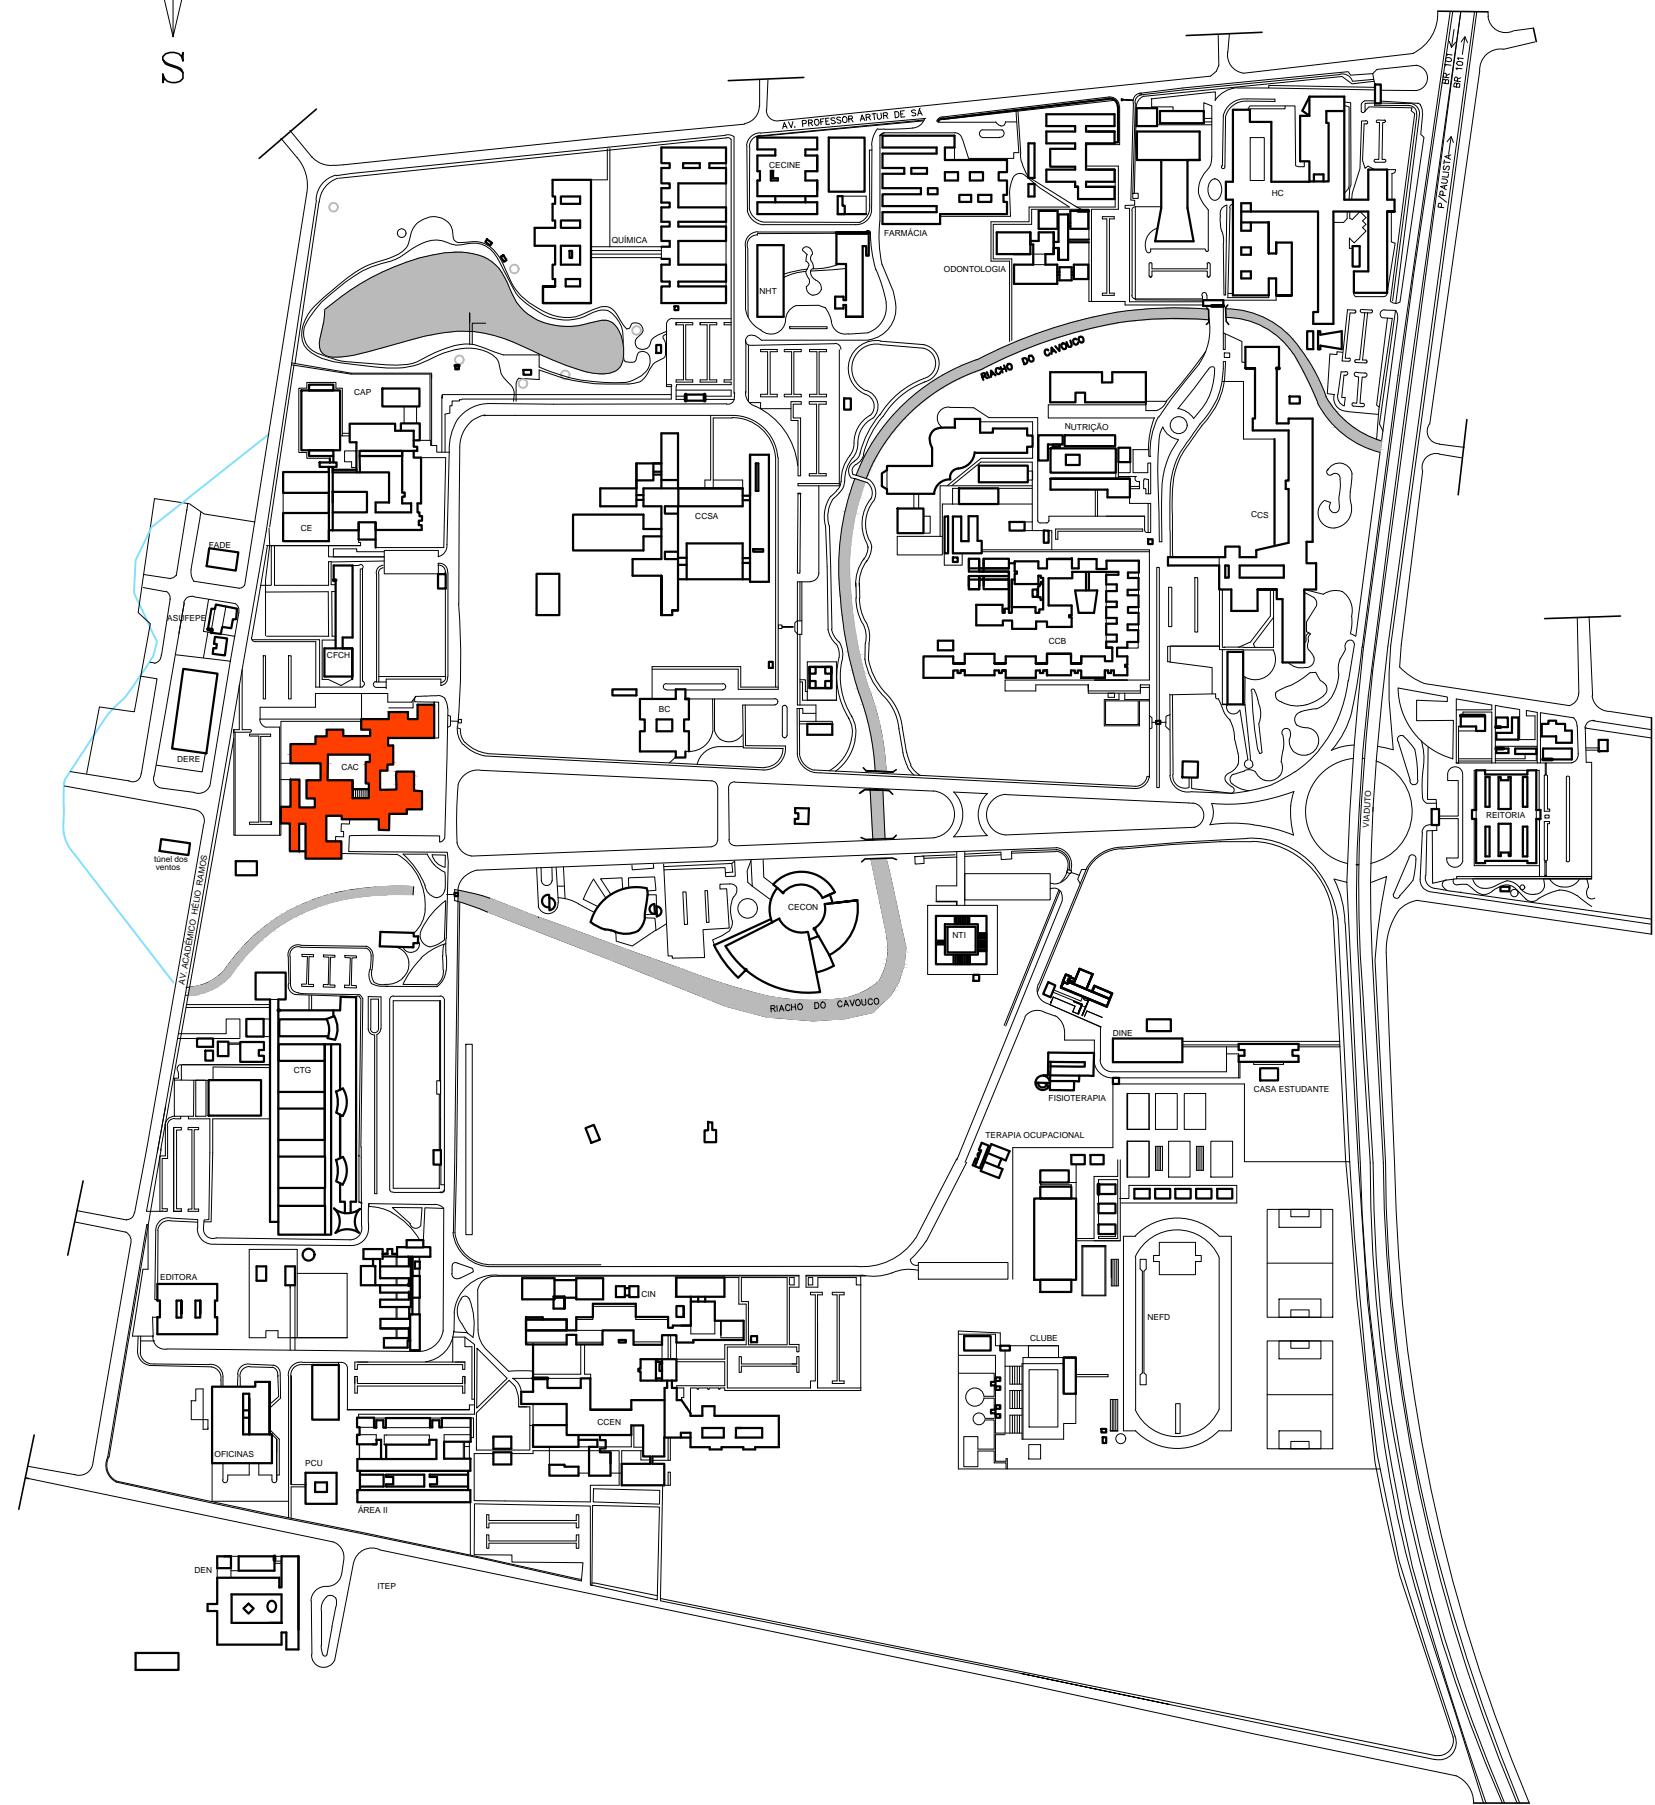 S
BR 101
BR 101
P/PAULISTA
AV. PROFESSOR ARTUR DE SÁ
CECINE
HC
FARMÁCIA
QUÍMICA
ODONTOLOGIA
NHT
RIACHO DO CAVOUCO
CAP
NUTRIÇÃO
CCSA
CCS
CE
FADE
ASUFEPE
CCB
CFCH
BC
DERE
CAC
VIADUTO
REITORIA
túnel dos
ventos
AV. ACADÊMICO HÉLIO RAMOS
CECON
NTI
RIACHO DO CAVOUCO
DINE
CTG
CASA ESTUDANTE
FISIOTERAPIA
TERAPIA OCUPACIONAL
EDITORA
CIN
NEFD
CLUBE
CCEN
OFICINAS
PCU
ÁREA II
DEN
ITEP